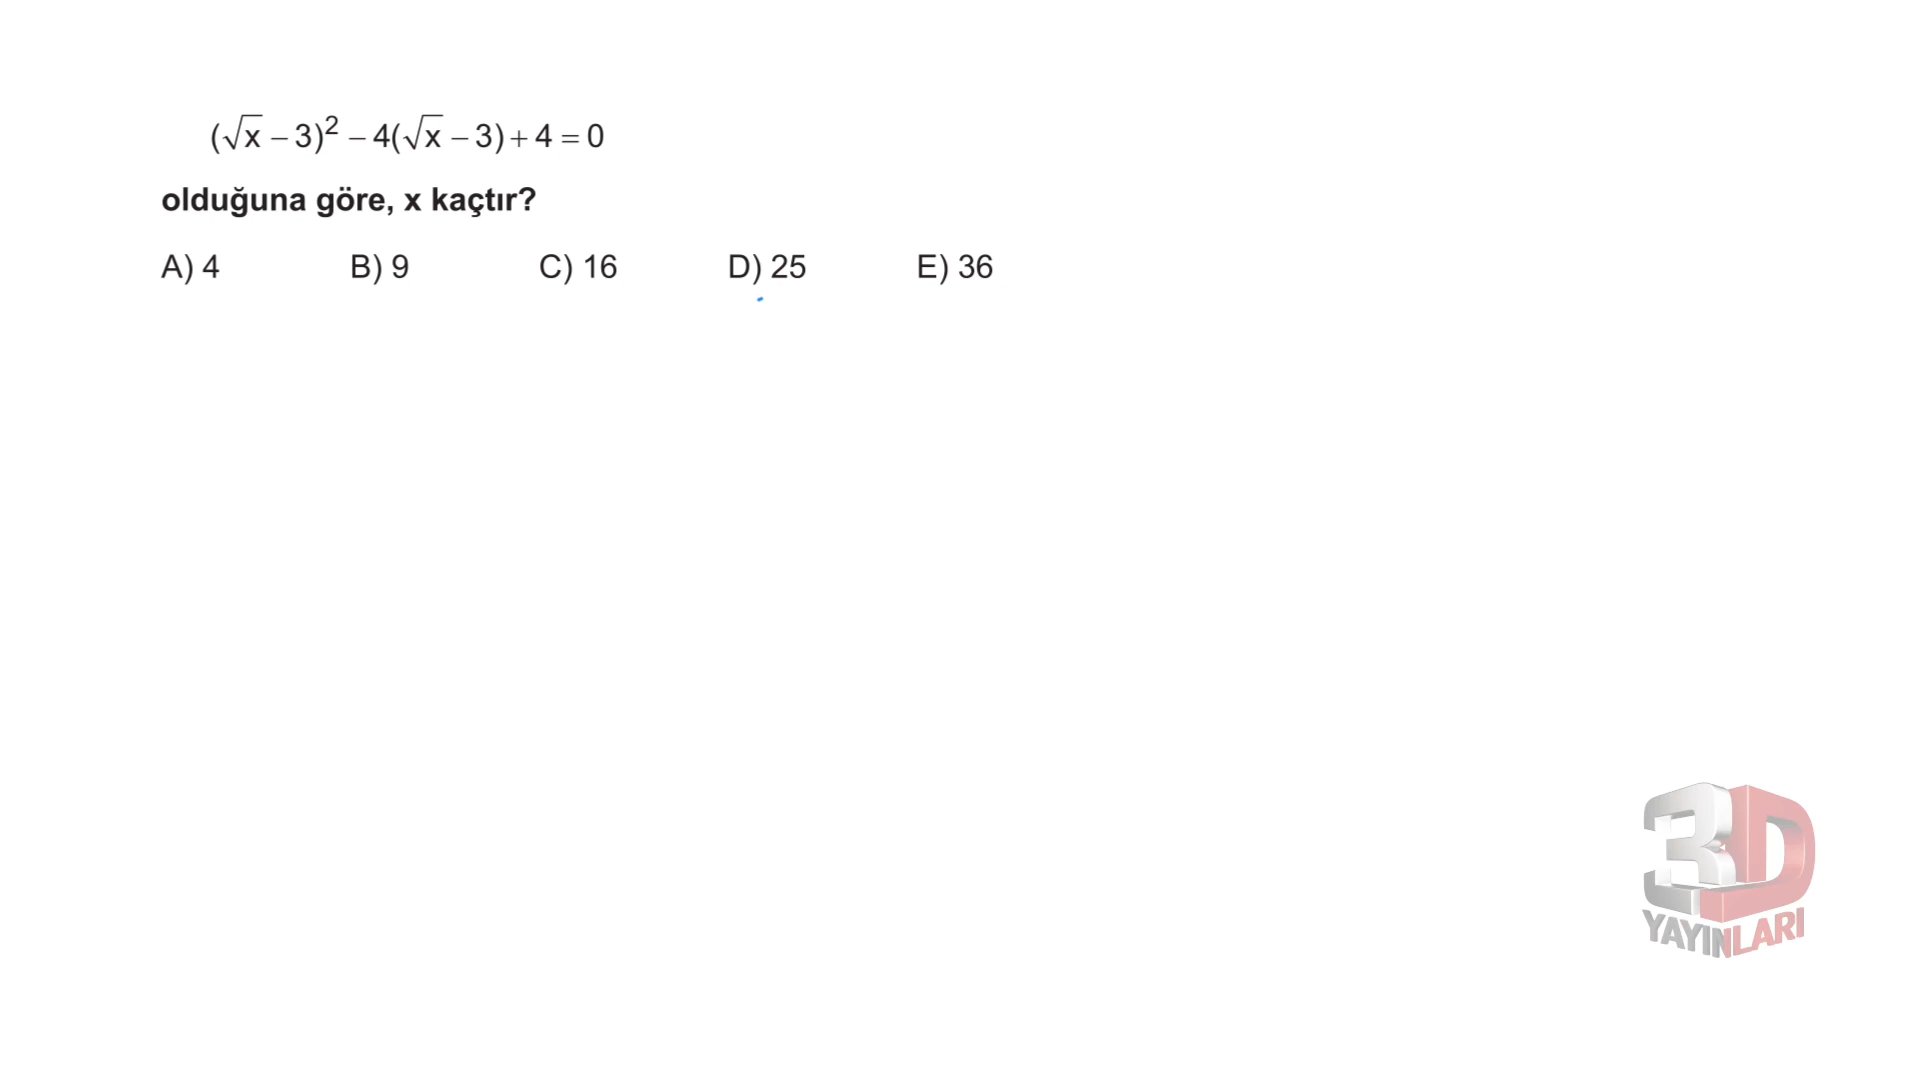 (√x − 3)² − 4(√x − 3) + 4 = 0
olduğuna göre, x kaçtır?
A) 4 B) 9 C) 16 D) 25 E) 36
3D
YAYINLARI